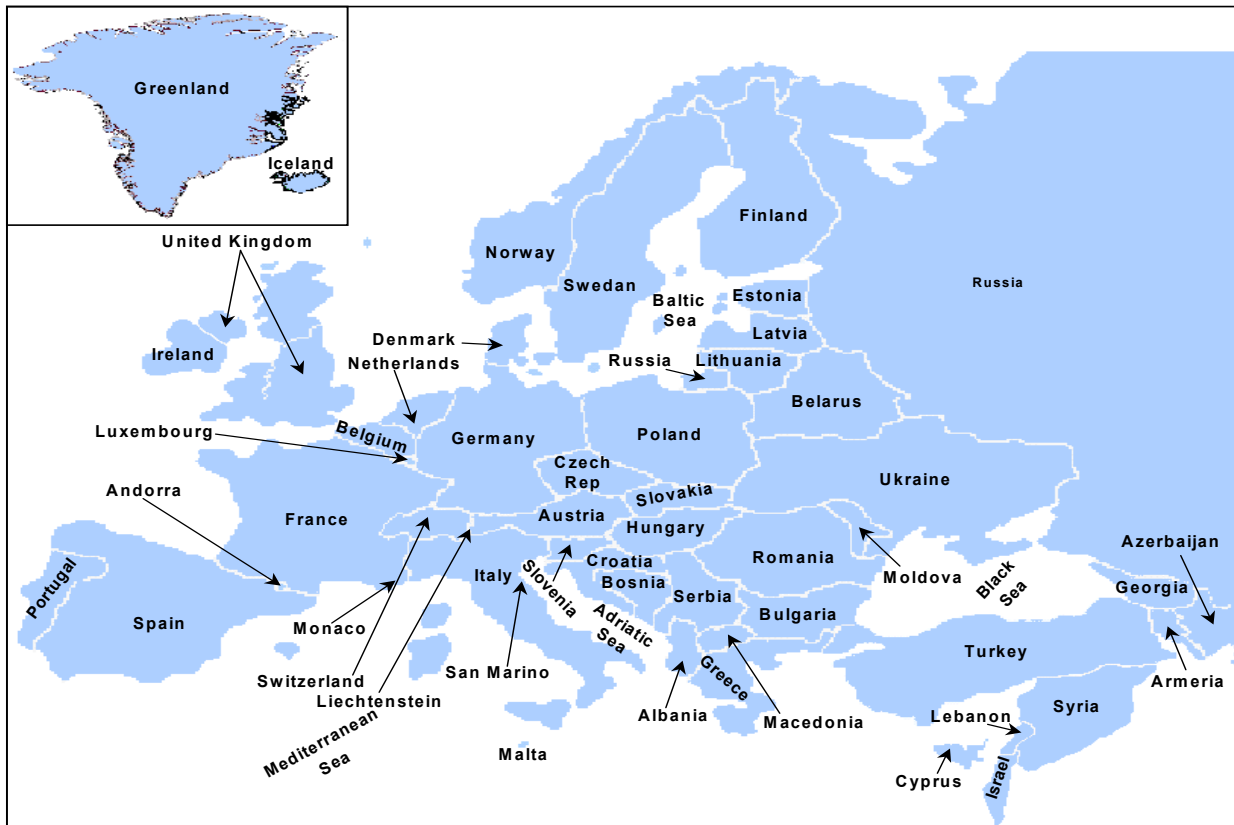 Greenland
Iceland
United Kingdom
Norway
Finland
Russia
Swedan
Baltic
Sea
Estonia
Denmark
Latvia
Ireland
Netherlands
Russia
Lithuania
Belarus
Luxembourg
Belgium
Germany
Poland
Czech
Rep
Ukraine
Andorra
Slovakia
France
Austria
Hungary
Azerbaijan
Romania
Croatia
Italy
Moldova
Black
Sea
Georgia
Portugal
Slovenia
Bosnia
Serbia
Bulgaria
Spain
Monaco
Adriatic
Sea
Turkey
Switzerland
San Marino
Greece
Armeria
Liechtenstein
Albania
Macedonia
Lebanon
Syria
Mediterranean
Sea
Malta
Cyprus
Israel